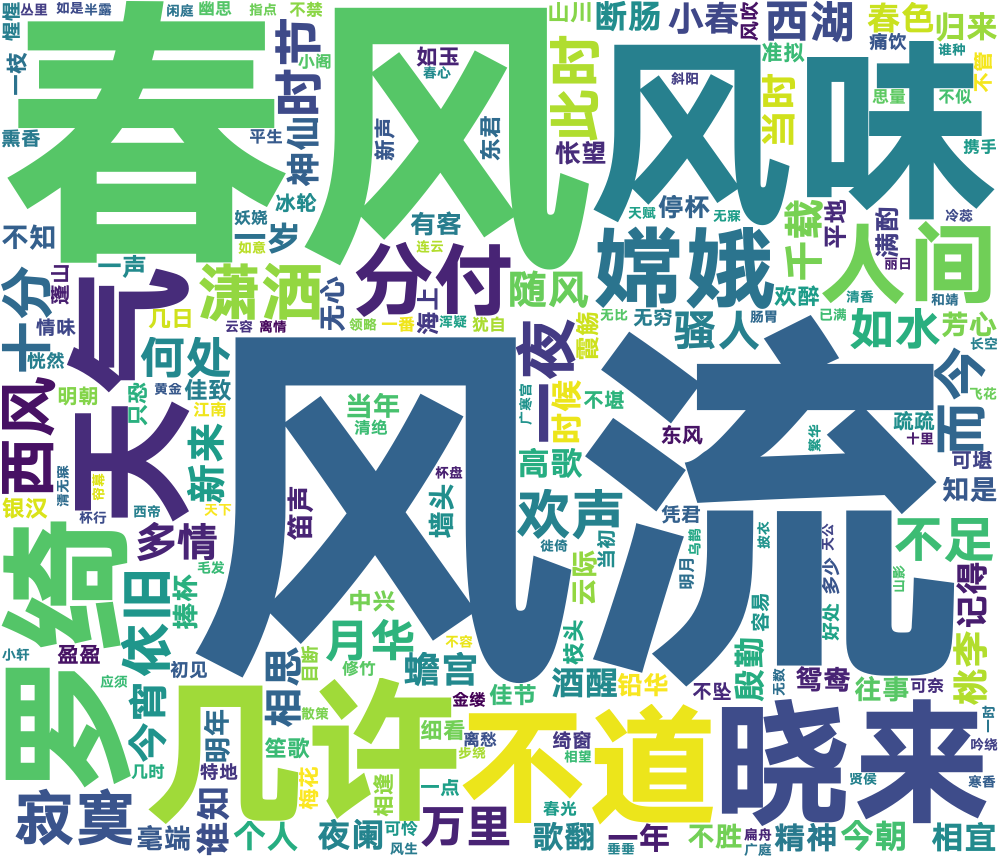 惺惺
丛里
如是
半露
闲庭
幽思
指点
不禁
山川
断肠
小春
风吹
西湖
春色
归来
春风
风味
时节
小阁
如玉
春心
此时
斜阳
准拟
痛饮
谁种
不管
一枝
神仙
当时
思量
不似
熏香
平生
新声
东君
怅望
携手
冰轮
妖娆
一岁
如意
不知
有客
连云
天赋
停杯
无寐
千载
平地
满酌
冷蕊
人间
丽日
一声
蓬山
十分
天气
潇洒
无心
分付
海上
随风
嫦娥
欢醉
清香
和靖
情味
恍然
几日
云容
离情
领略
一番
浑疑
犹自
霞觞
无比
无穷
骚人
肠胃
已满
如水
芳心
长空
何处
一夜
而今
飞花
西风
明朝
只恐
黄金
佳致
江南
当年
清绝
广寒宫
时候
不堪
风流
东风
繁华
疏疏
十里
可堪
新来
高歌
知是
银汉
清无寐
帘幕
杯行
西帝
天下
笛声
杯盘
墙头
欢声
凭君
多情
徙倚
当初
乌鹊
披衣
天公
不足
罗绮
毛发
依旧
捧杯
中兴
云际
明月
多少
山影
记得
小轩
盈盈
初见
月华
修竹
不容
枝头
容易
好处
桃李
应须
相思
目断
蟾宫
酒醒
铅华
殷勤
无数
鸳鸯
往事
可奈
今宵
散策
金缕
佳节
不坠
几许
不道
晓来
一时
吟绕
明年
笙歌
细看
离愁
步绕
绮窗
相望
几时
特地
梅花
相逢
一点
贤侯
寒香
寂寞
毫端
谁知
个人
夜阑
可怜
风生
万里
春光
歌翻
垂垂
一年
不胜
扁舟
广庭
精神
今朝
相宜